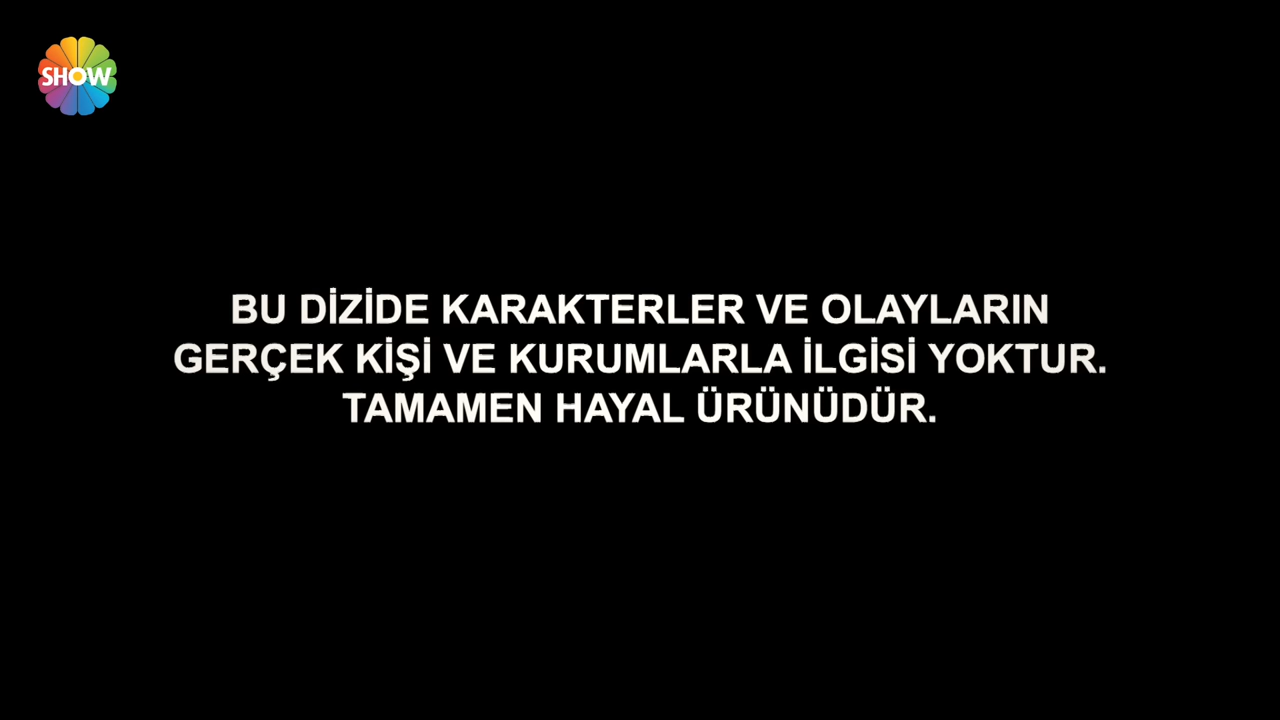 SHOW
BU DİZİDE KARAKTERLER VE OLAYLARIN
GERÇEK KİŞİ VE KURUMLARLA İLGİSİ YOKTUR.
TAMAMEN HAYAL ÜRÜNÜDÜR.